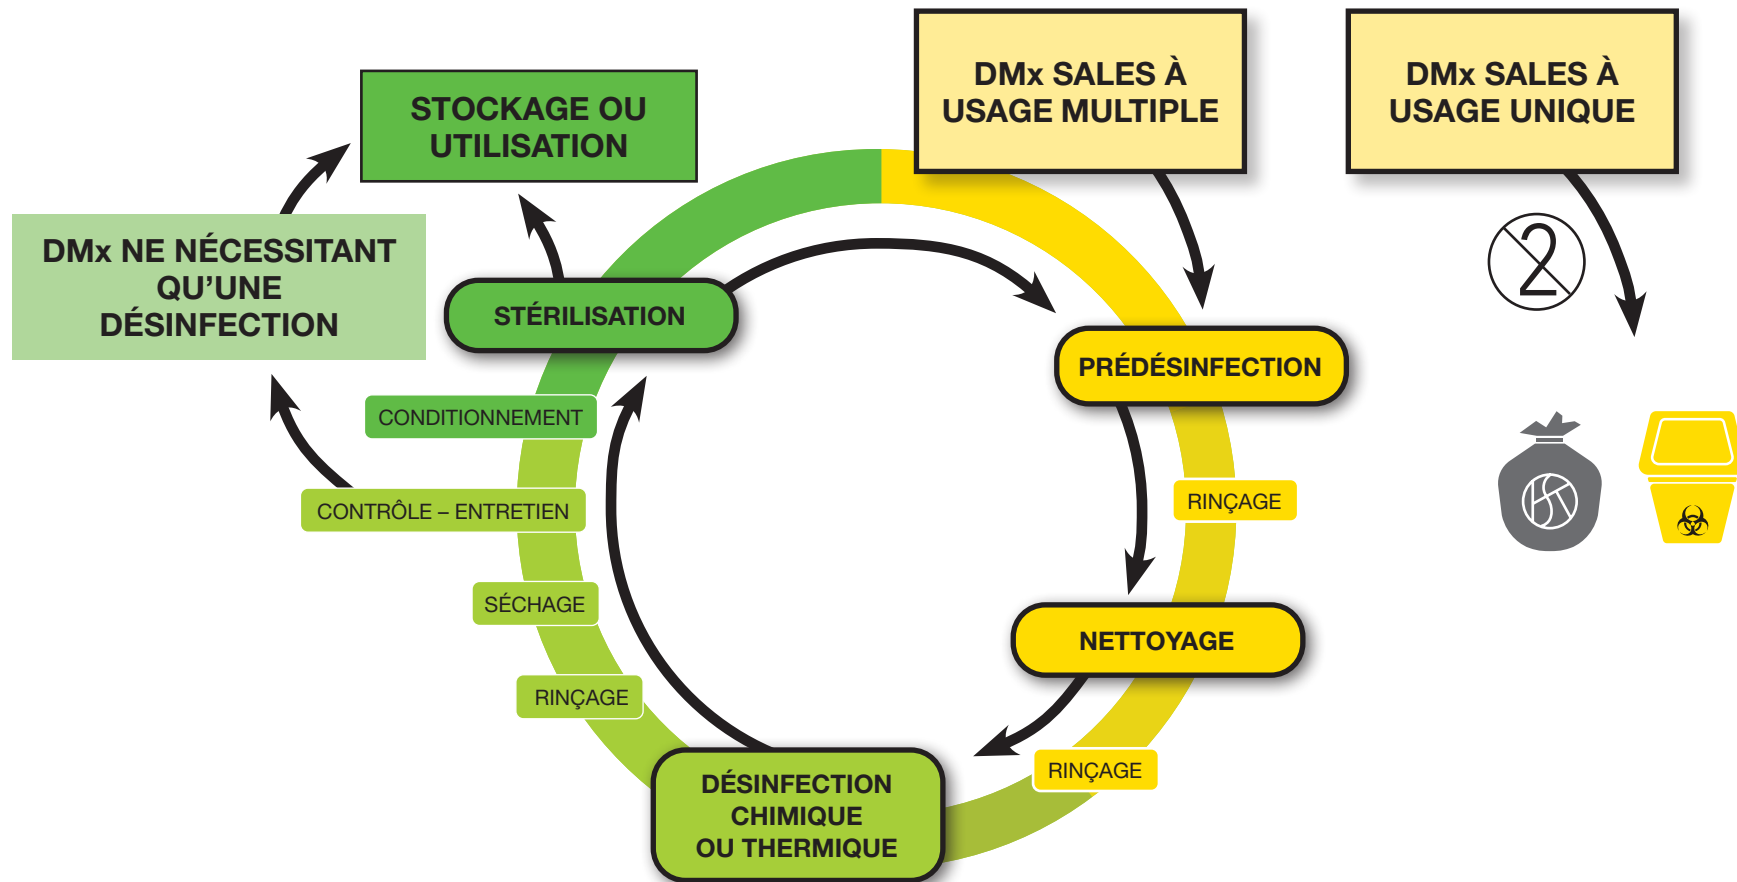 DMx SALES À
USAGE MULTIPLE
DMx SALES À
USAGE UNIQUE
STOCKAGE OU
UTILISATION
2
DMx NE NÉCESSITANT
QU’UNE
DÉSINFECTION
STÉRILISATION
PRÉDÉSINFECTION
CONDITIONNEMENT
CONTRÔLE – ENTRETIEN
RINÇAGE
SÉCHAGE
NETTOYAGE
RINÇAGE
RINÇAGE
DÉSINFECTION
CHIMIQUE
OU THERMIQUE